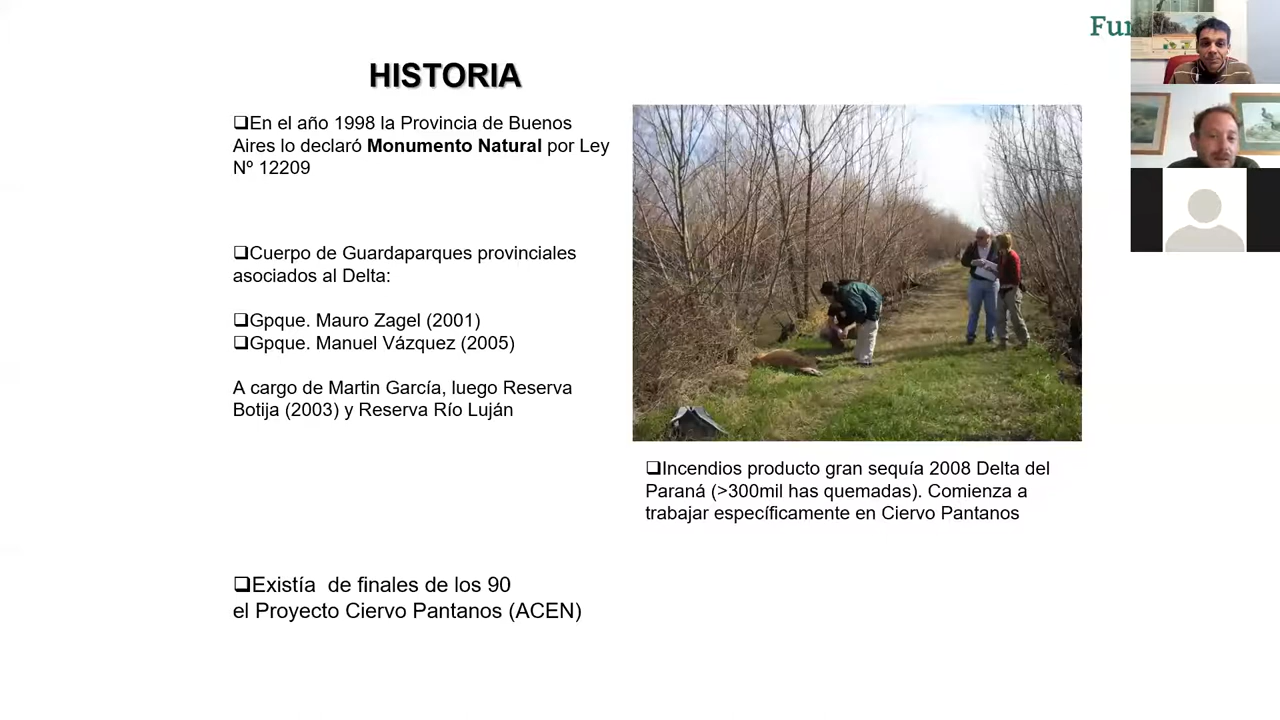 HISTORIA
❑En el año 1998 la Provincia de Buenos
Aires lo declaró Monumento Natural por Ley
Nº 12209
❑Cuerpo de Guardaparques provinciales
asociados al Delta:
❑Gpque. Mauro Zagel (2001)
❑Gpque. Manuel Vázquez (2005)
A cargo de Martin García, luego Reserva
Botija (2003) y Reserva Río Luján
❑Existía  de finales de los 90
el Proyecto Ciervo Pantanos (ACEN)
❑Incendios producto gran sequía 2008 Delta del
Paraná (>300mil has quemadas). Comienza a
trabajar específicamente en Ciervo Pantanos